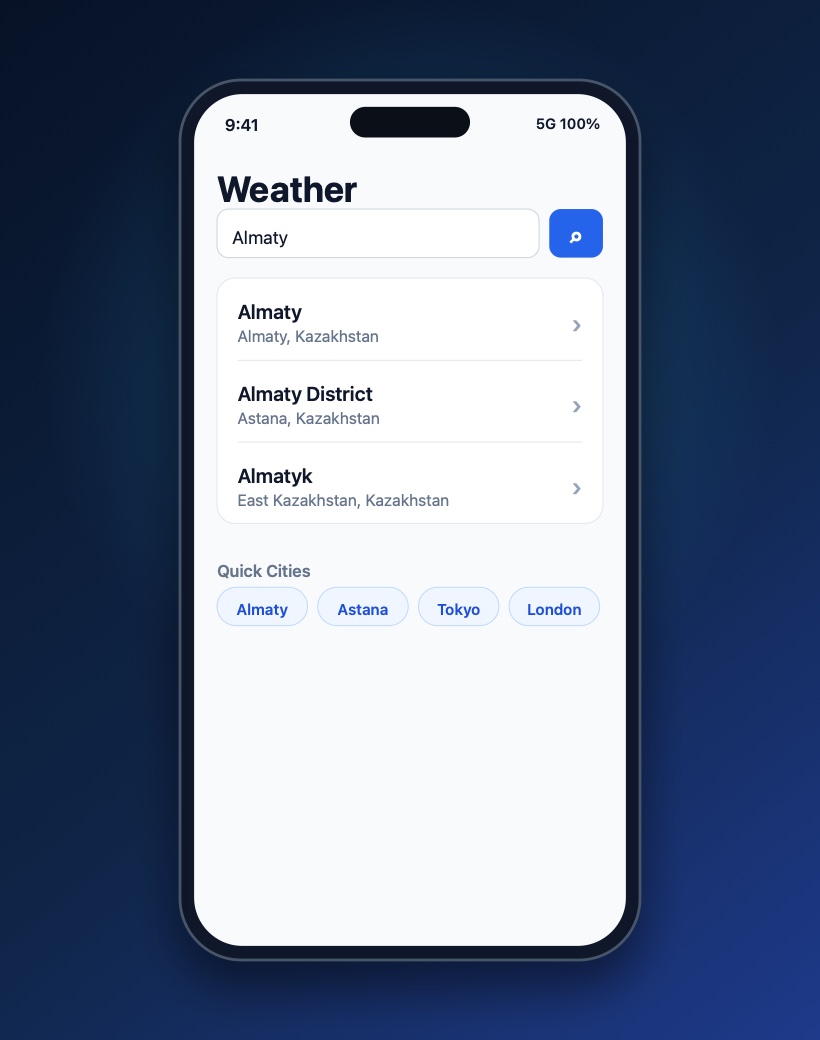 9:41
5G 100%
Weather
Almaty
Almaty
Almaty, Kazakhstan
Almaty District
Astana, Kazakhstan
Almatyk
East Kazakhstan, Kazakhstan
Quick Cities
Almaty Astana Tokyo London